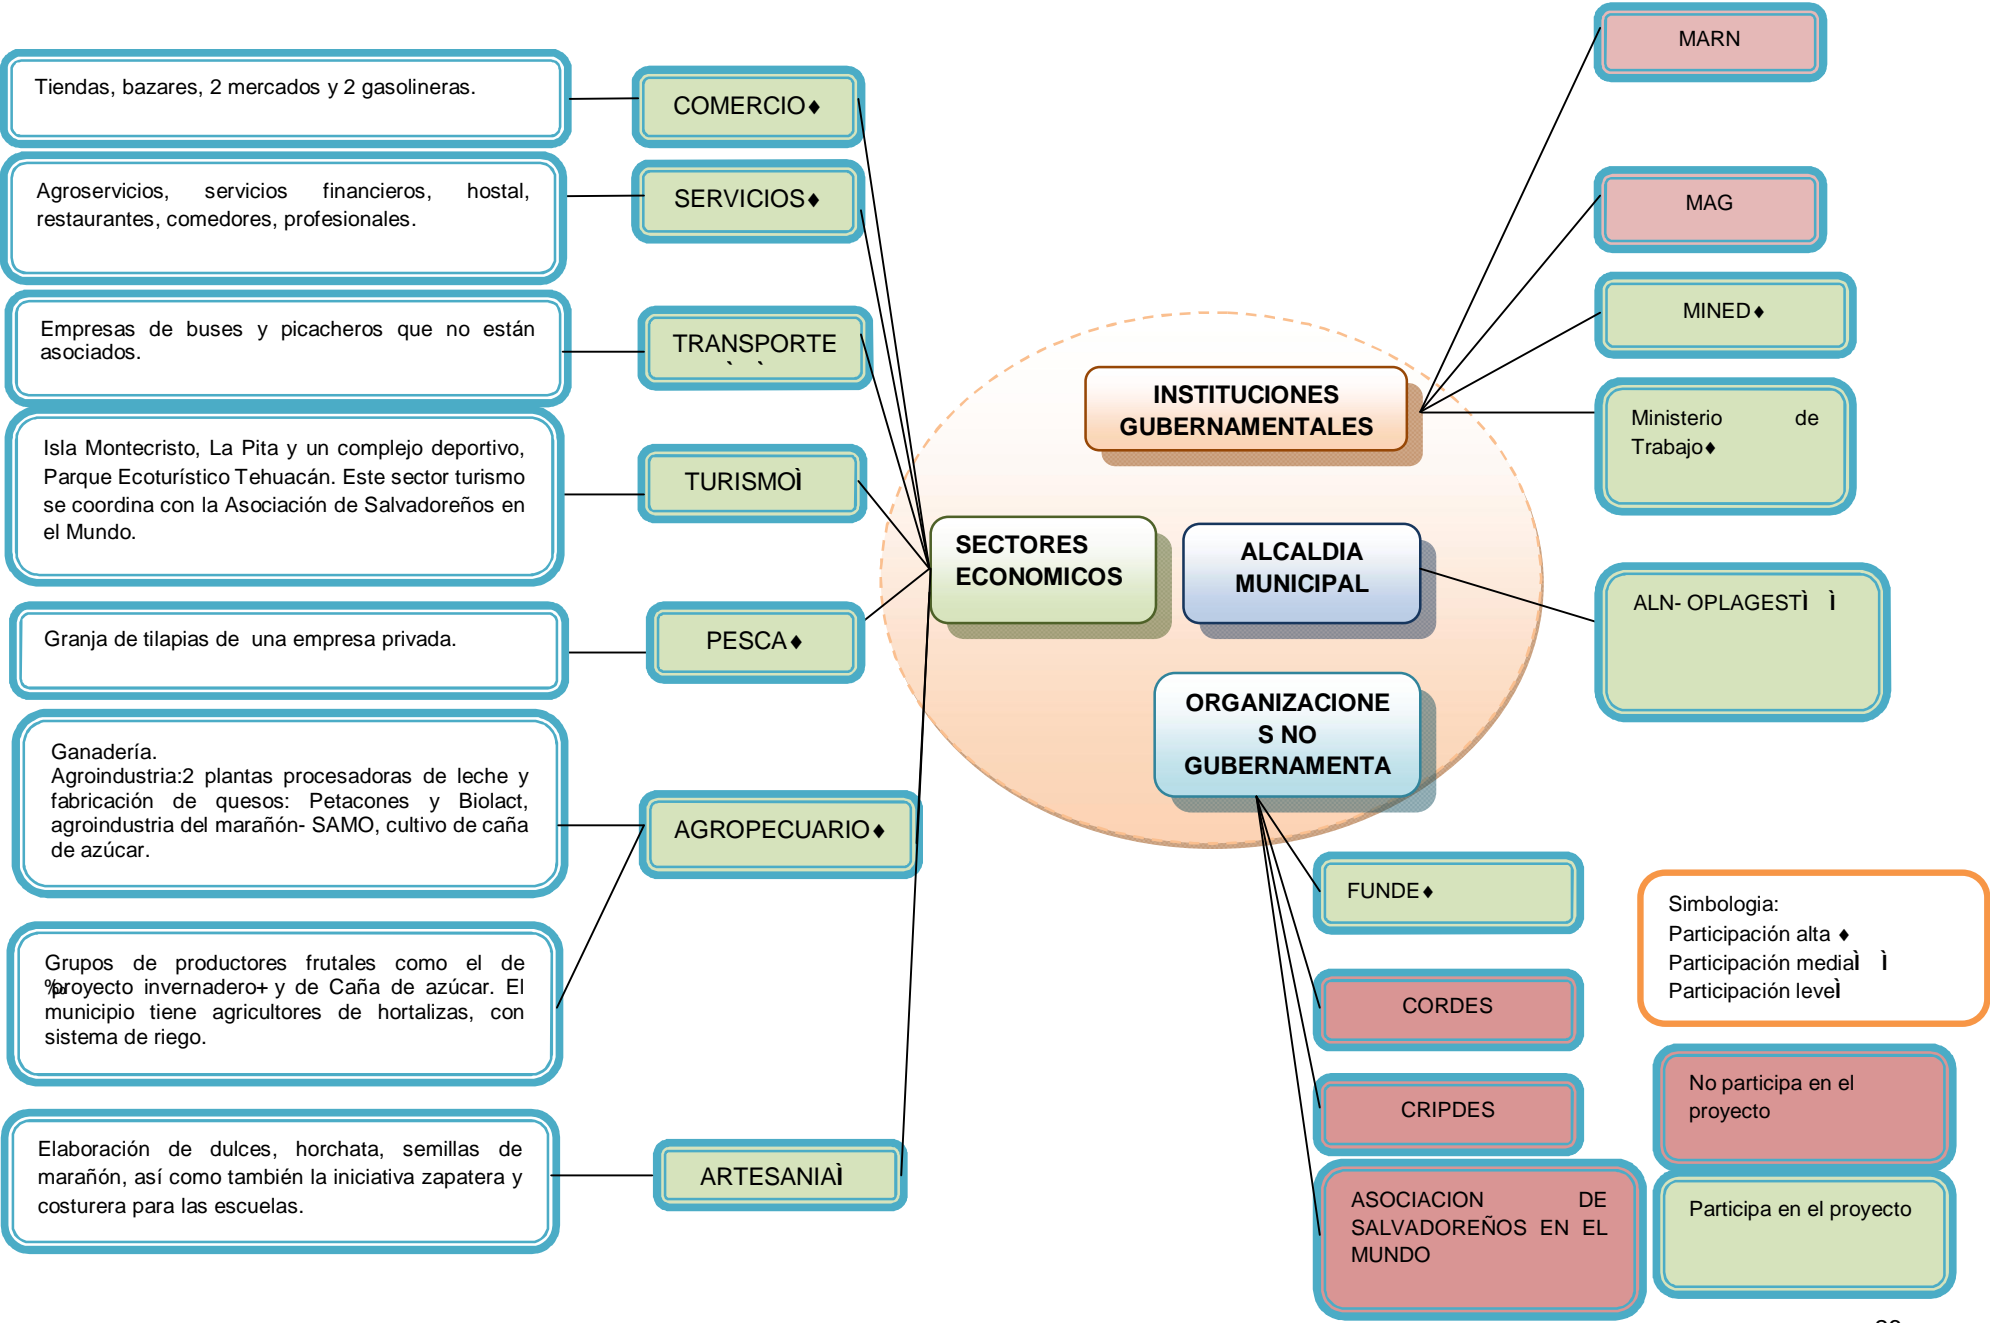 Tiendas, bazares, 2 mercados y 2 gasolineras.
COMERCIO♦
Agroservicios, servicios financieros, hostal,
restaurantes, comedores, profesionales.
SERVICIOS♦
Empresas de buses y picacheros que no están
asociados.
TRANSPORTE
Isla Montecristo, La Pita y un complejo deportivo,
Parque Ecoturístico Tehuacán. Este sector turismo
se coordina con la Asociación de Salvadoreños en
el Mundo.
TURISMOÌ
Granja de tilapias de una empresa privada.
PESCA♦
Ganadería.
Agroindustria:2 plantas procesadoras de leche y
fabricación de quesos: Petacones y Biolact,
agroindustria del marañón- SAMO, cultivo de caña
de azúcar.
AGROPECUARIO♦
Grupos de productores frutales como el de
proyecto invernadero+ y de Caña de azúcar. El
municipio tiene agricultores de hortalizas, con
sistema de riego.
Elaboración de dulces, horchata, semillas de
marañón, así como también la iniciativa zapatera y
costurera para las escuelas.
ARTESANIAÌ
INSTITUCIONES
GUBERNAMENTALES
SECTORES
ECONOMICOS
ALCALDIA
MUNICIPAL
ORGANIZACIONE
S NO
GUBERNAMENTA
MARN
MAG
MINED♦
Ministerio de
Trabajo♦
ALN- OPLAGESTÌ Ì
FUNDE♦
CORDES
CRIPDES
ASOCIACION DE
SALVADOREÑOS EN EL
MUNDO
Simbologia:
Participación alta ♦
Participación mediaÌ Ì
Participación leveÌ
No participa en el
proyecto
Participa en el proyecto